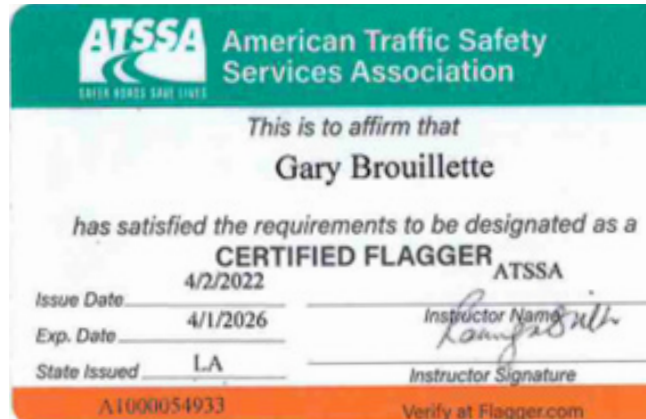 ATSSA
SAFER ROADS SAVE LIVES
American Traffic Safety
Services Association
This is to affirm that
Gary Brouillette
has satisfied the requirements to be designated as a
CERTIFIED FLAGGER
Issue Date 4/2/2022
ATSSA
Instructor Name
Exp. Date 4/1/2026
State Issued LA
Instructor Signature
A1000054933
Verify at Flagger.com